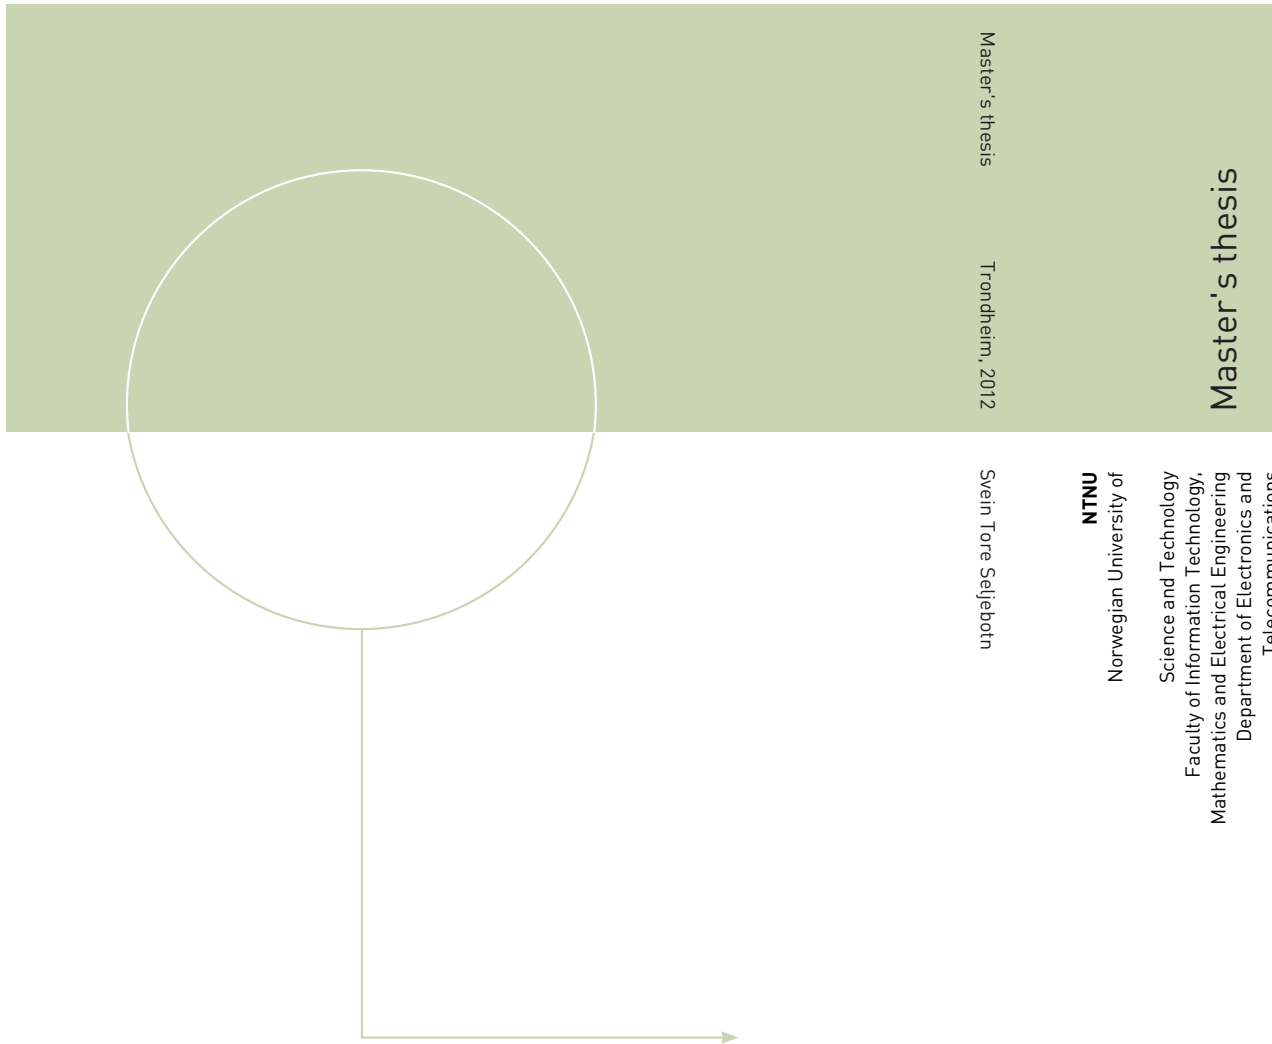 Master's thesis
Trondheim, 2012
Svein Tore Seljebotn
Master's thesis
NTNU
Norwegian University of
Science and Technology
Faculty of Information Technology,
Mathematics and Electrical Engineering
Department of Electronics and
Telecommunications